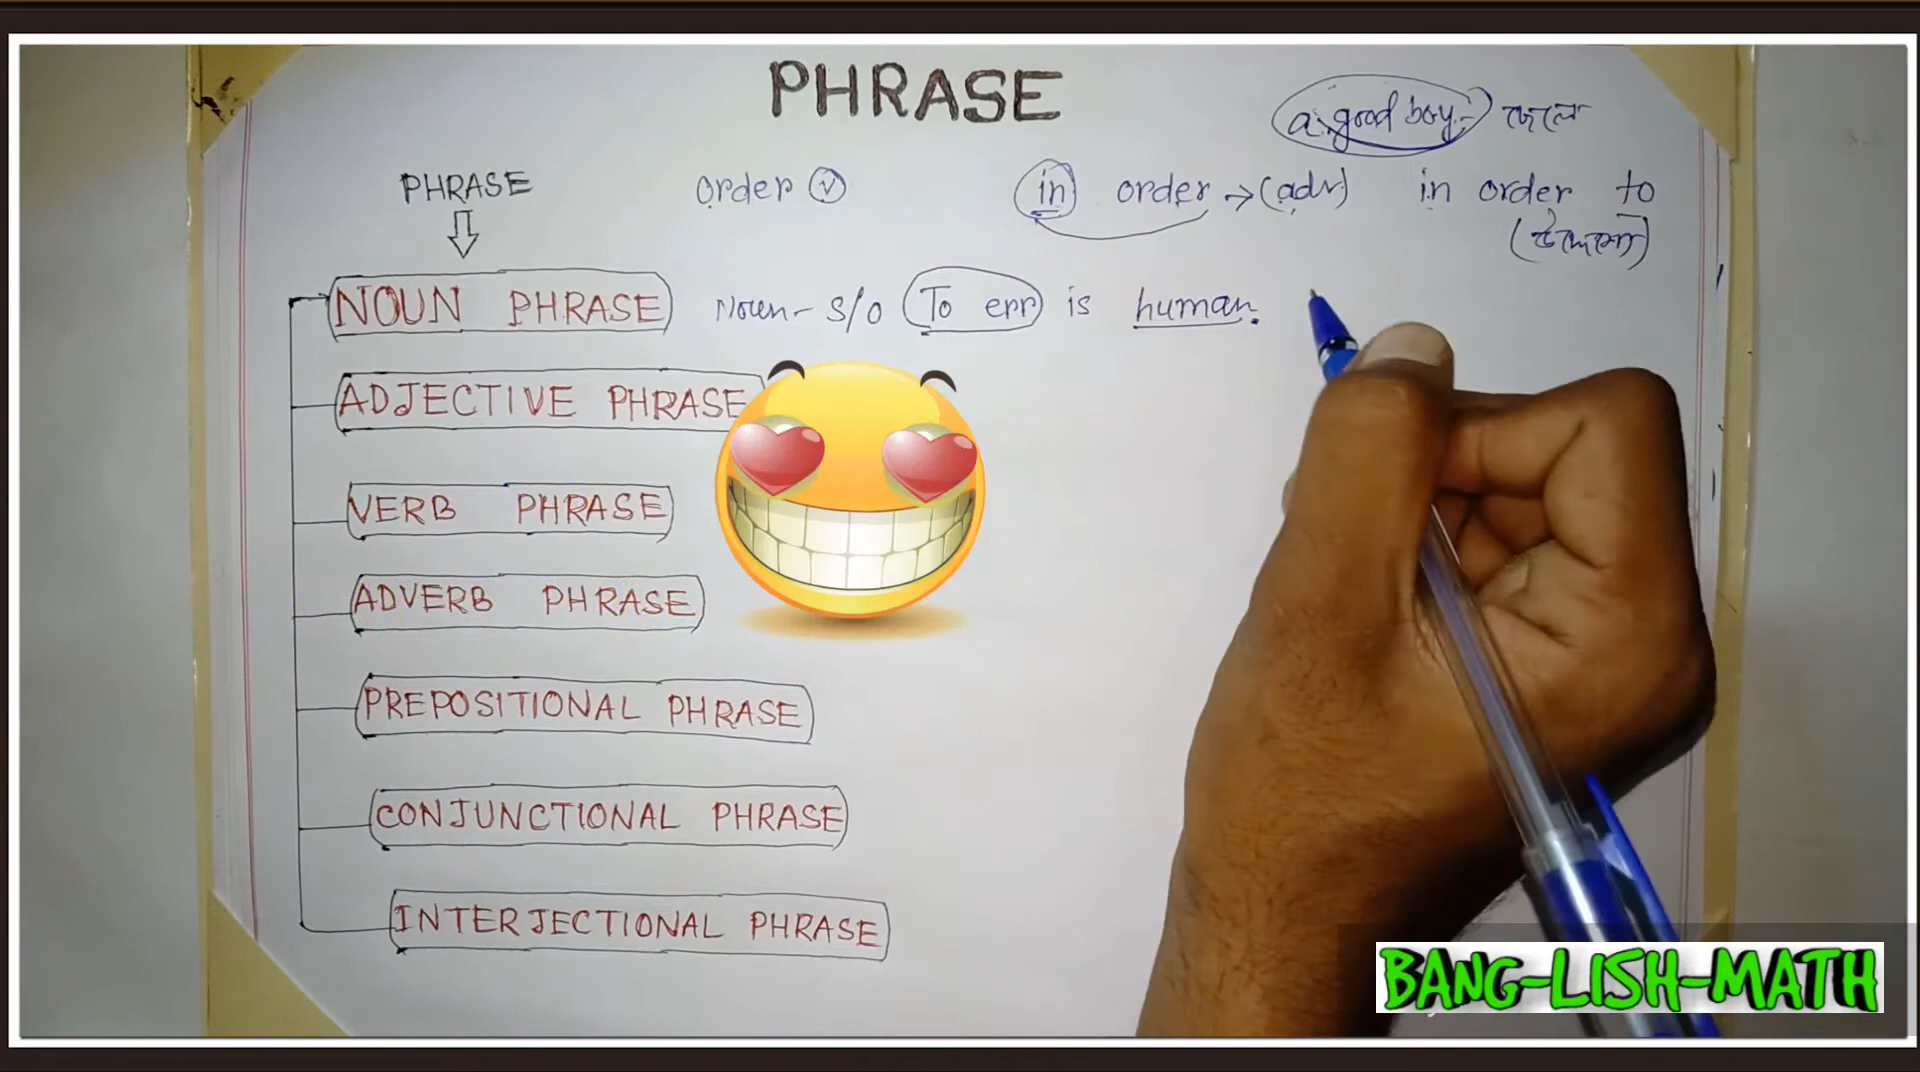 PHRASE
a good boy:- ছেলে
PHRASE order v in order → (adv) in order to
(উদ্দেশ্যে)
NOUN PHRASE Noun- S/O To err is human.
ADJECTIVE PHRASE
VERB PHRASE
ADVERB PHRASE
PREPOSITIONAL PHRASE
CONJUNCTIONAL PHRASE
INTERJECTIONAL PHRASE
BANG-LISH-MATH